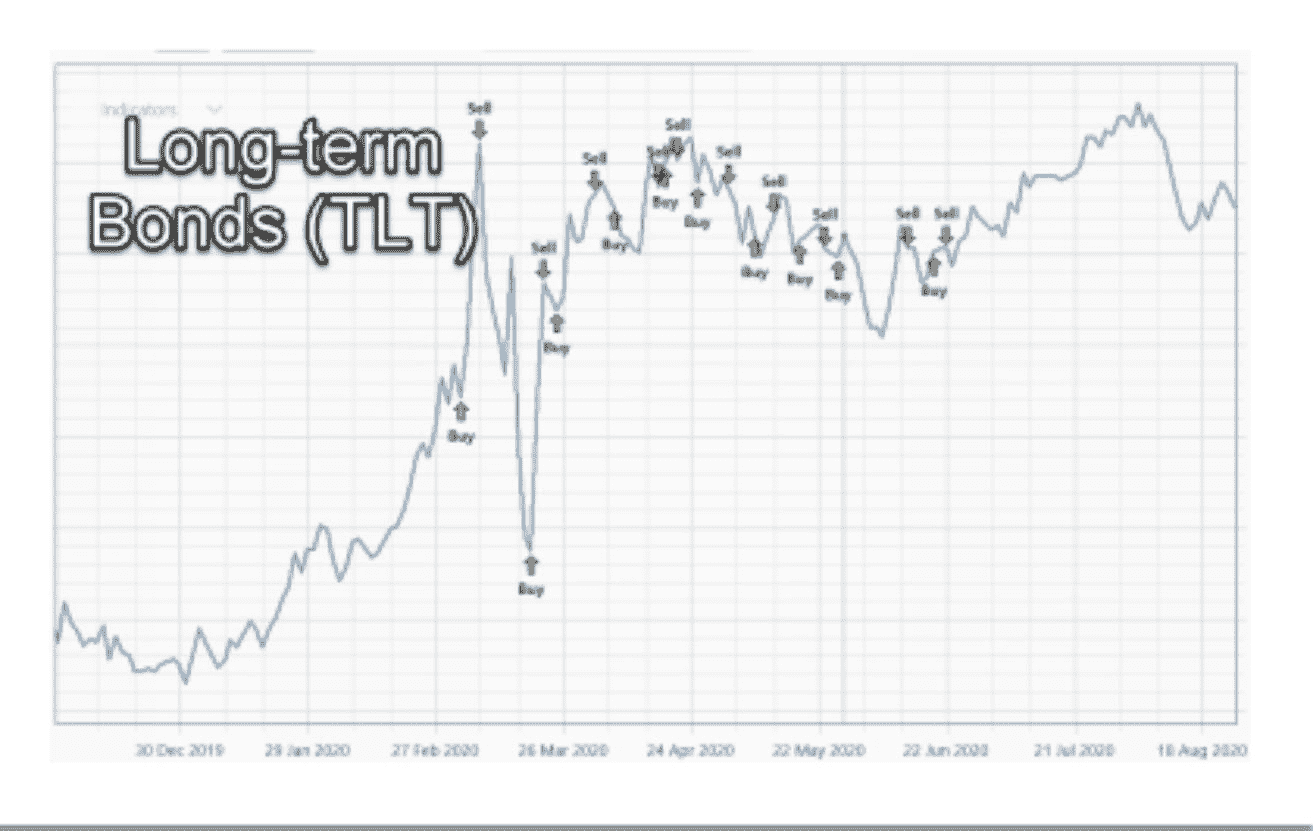 Indicators
Long-term
Bonds (TLT)
Sell
Buy
Buy
Sell
Buy
Sell
Buy
Sell
Buy
Sell
Buy
Sell
Buy
Sell
Buy
Sell
Buy
Sell
Buy
Sell
30 Dec 2019
29 Jan 2020
27 Feb 2020
26 Mar 2020
24 Apr 2020
22 May 2020
22 Jun 2020
21 Jul 2020
18 Aug 2020